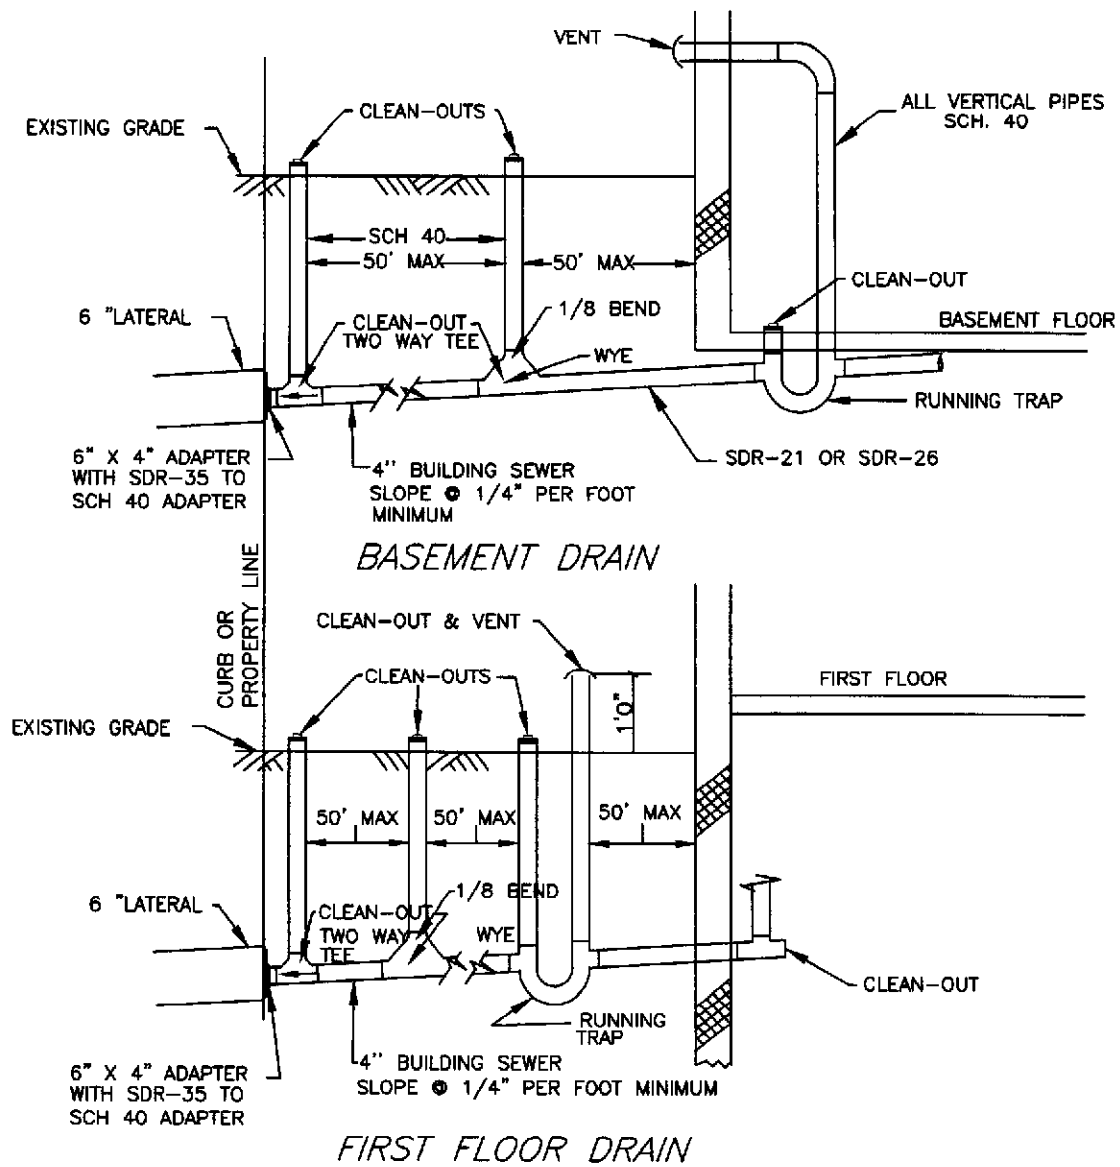 VENT
ALL VERTICAL PIPES
SCH. 40
CLEAN-OUTS
EXISTING GRADE
SCH 40
50' MAX
50' MAX
CLEAN-OUT
1/8 BEND
BASEMENT FLOOR
6 "LATERAL
CLEAN-OUT
TWO WAY TEE
WYE
RUNNING TRAP
6" X 4" ADAPTER
WITH SDR-35 TO
SCH 40 ADAPTER
SDR-21 OR SDR-26
4" BUILDING SEWER
SLOPE @ 1/4" PER FOOT
MINIMUM
BASEMENT DRAIN
CURB OR
PROPERTY LINE
CLEAN-OUT & VENT
CLEAN-OUTS
FIRST FLOOR
1'0"
EXISTING GRADE
50' MAX
50' MAX
50' MAX
1/8 BEND
6 "LATERAL
CLEAN-OUT
TWO WAY
TEE
WYE
CLEAN-OUT
RUNNING
TRAP
6" X 4" ADAPTER
WITH SDR-35 TO
SCH 40 ADAPTER
4" BUILDING SEWER
SLOPE @ 1/4" PER FOOT MINIMUM
FIRST FLOOR DRAIN